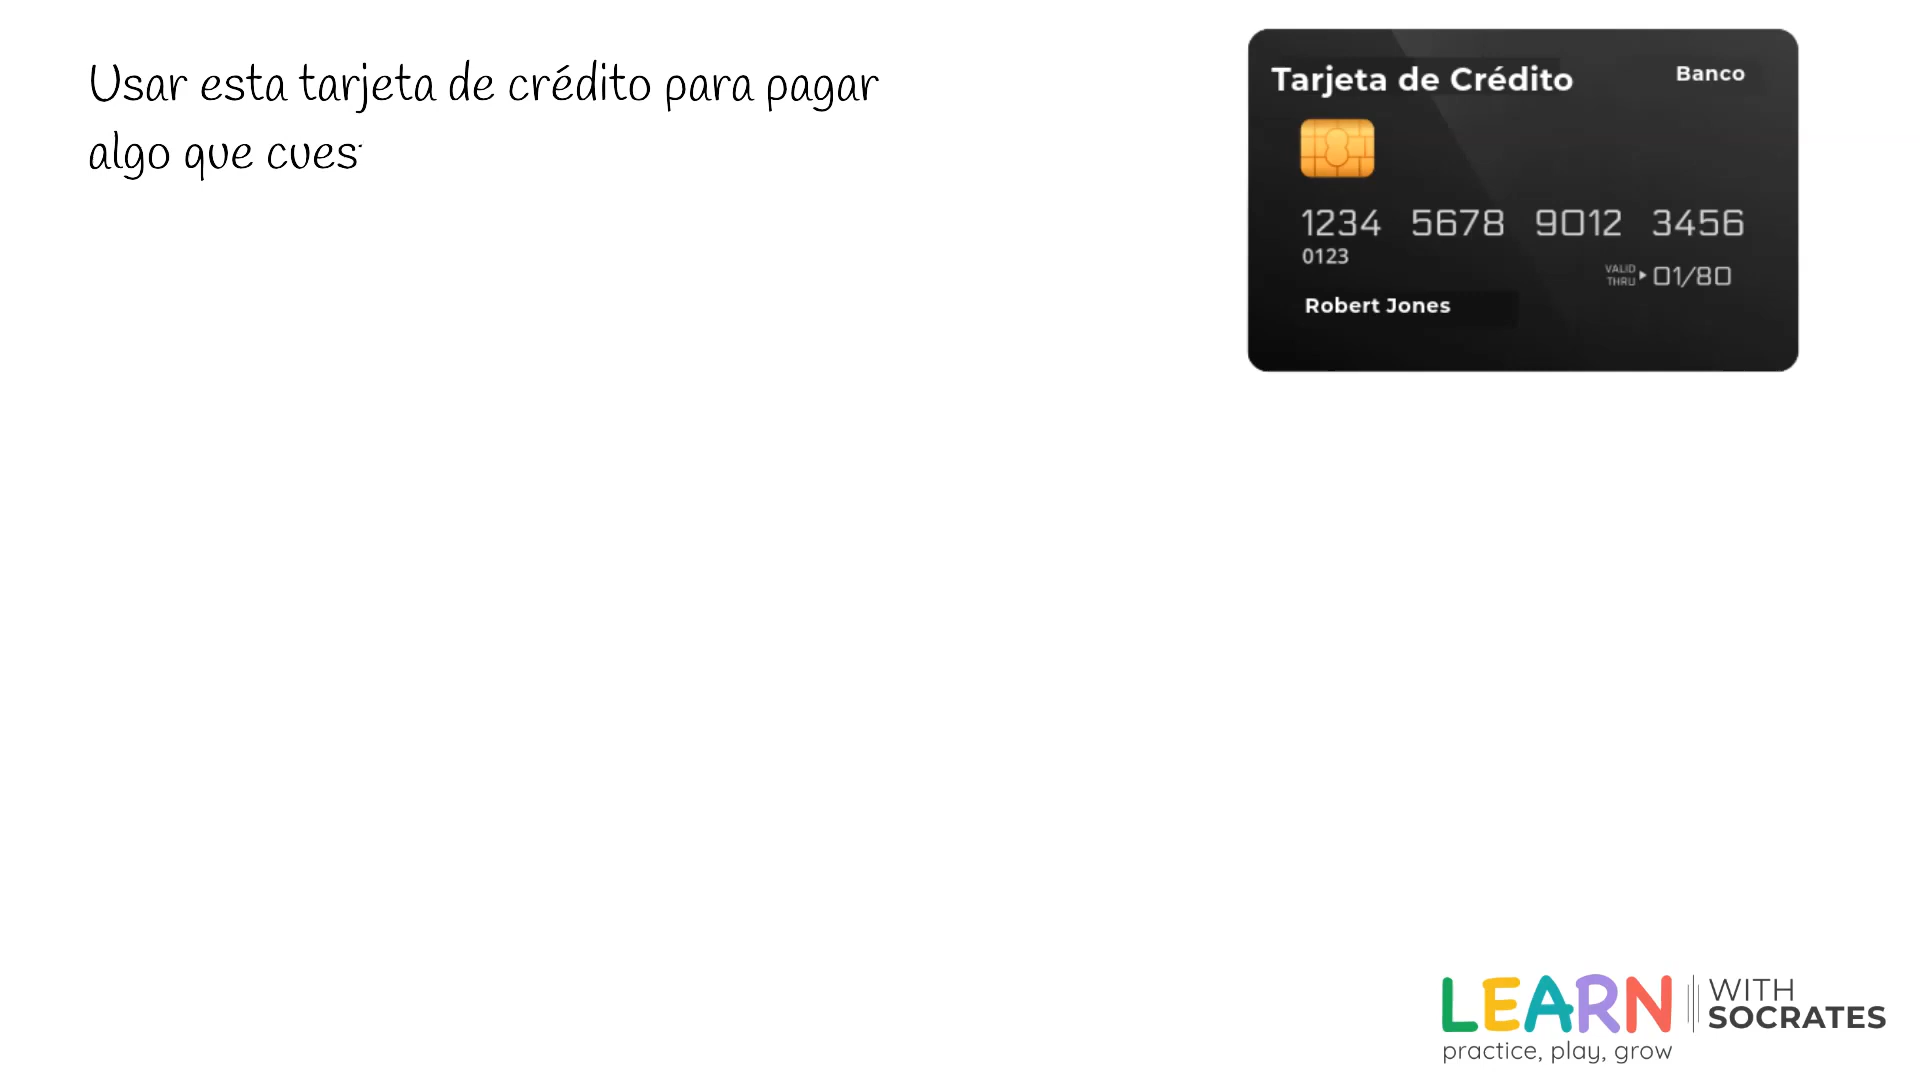 Usar esta tarjeta de crédito para pagar
algo que cues
Tarjeta de Crédito
Banco
1234 5678 9012 3456
0123
VALID
THRU
01/80
Robert Jones
LEARN
WITH
SOCRATES
practice, play, grow